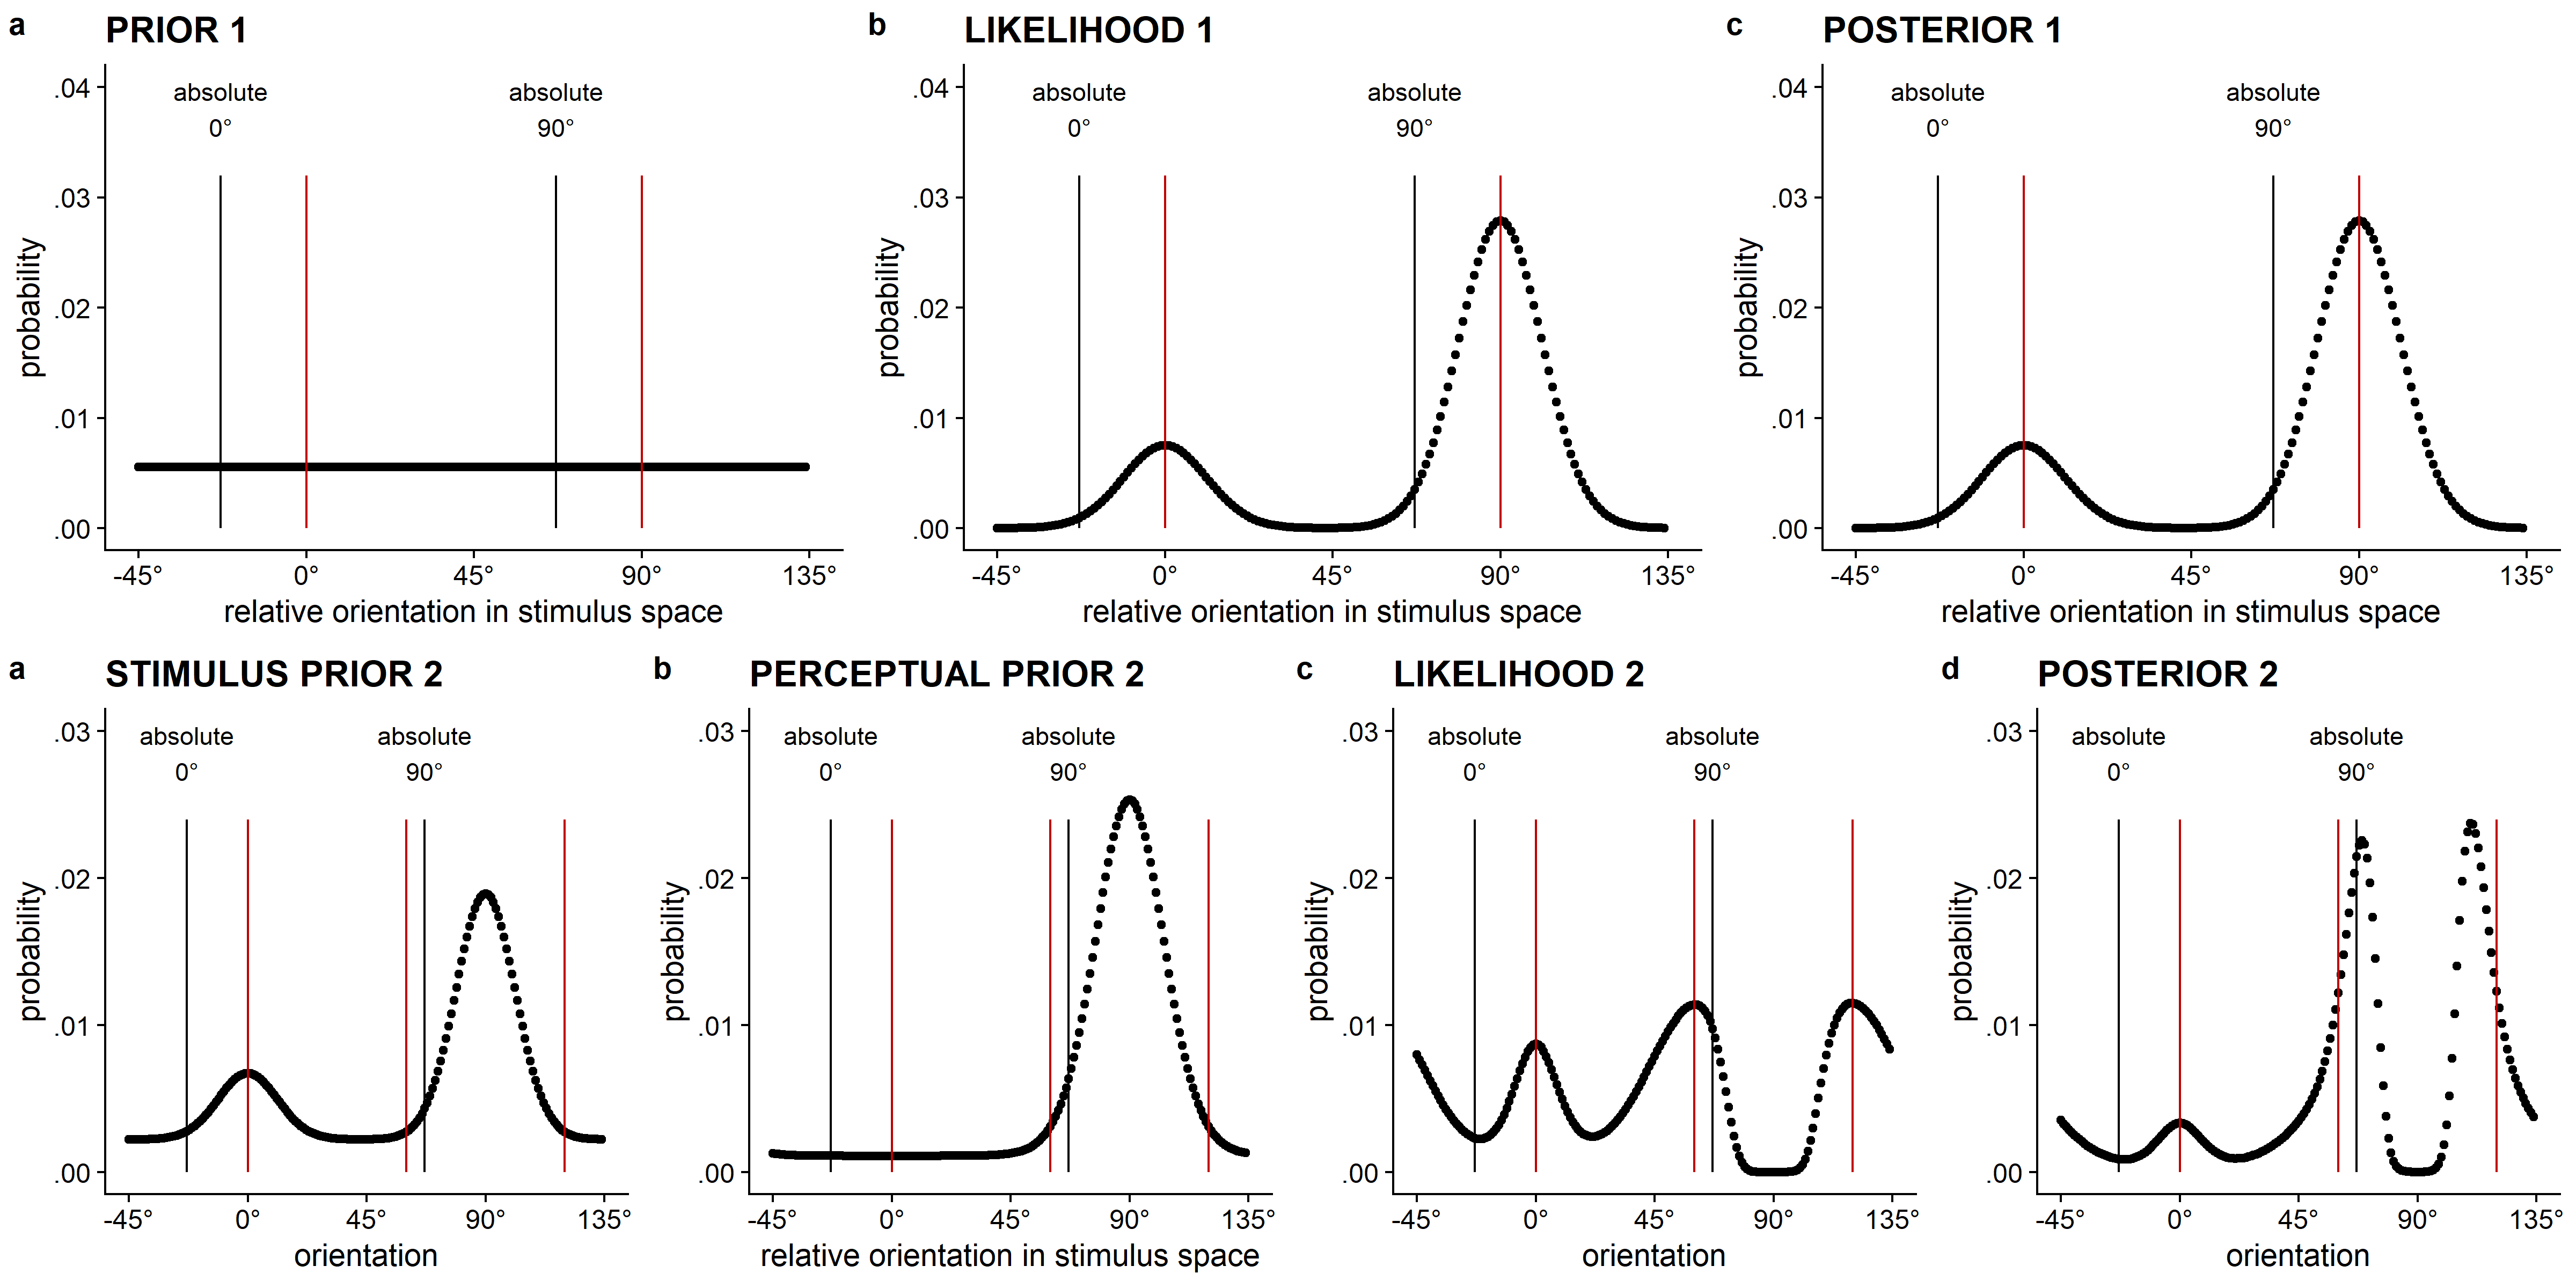 a PRIOR 1
.04
.03
.02
.01
.00
absolute
0°
absolute
90°
probability
-45° 0° 45° 90° 135°
relative orientation in stimulus space
b LIKELIHOOD 1
.04
.03
.02
.01
.00
absolute
0°
absolute
90°
probability
-45° 0° 45° 90° 135°
relative orientation in stimulus space
c POSTERIOR 1
.04
.03
.02
.01
.00
absolute
0°
absolute
90°
probability
-45° 0° 45° 90° 135°
relative orientation in stimulus space
a STIMULUS PRIOR 2
.03
.02
.01
.00
absolute
0°
absolute
90°
probability
-45° 0° 45° 90° 135°
orientation
b PERCEPTUAL PRIOR 2
.03
.02
.01
.00
absolute
0°
absolute
90°
probability
-45° 0° 45° 90° 135°
relative orientation in stimulus space
c LIKELIHOOD 2
.03
.02
.01
.00
absolute
0°
absolute
90°
probability
-45° 0° 45° 90° 135°
orientation
d POSTERIOR 2
.03
.02
.01
.00
absolute
0°
absolute
90°
probability
-45° 0° 45° 90° 135°
orientation